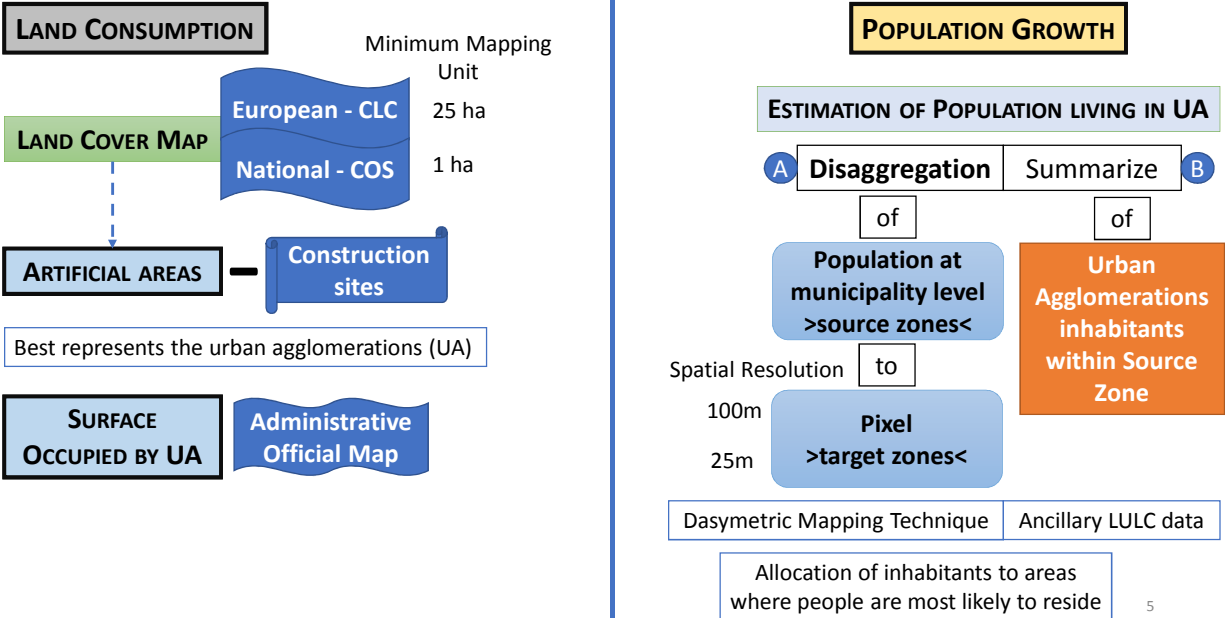 LAND CONSUMPTION
Minimum Mapping
Unit
LAND COVER MAP
European - CLC
25 ha
National - COS
1 ha
ARTIFICIAL AREAS
Construction
sites
Best represents the urban agglomerations (UA)
SURFACE
OCCUPIED BY UA
Administrative
Official Map
POPULATION GROWTH
ESTIMATION OF POPULATION LIVING IN UA
A Disaggregation
Summarize B
of
of
Population at
municipality level
>source zones<
Urban
Agglomerations
inhabitants
within Source
Zone
Spatial Resolution
to
100m
25m
Pixel
>target zones<
Dasymetric Mapping Technique
Ancillary LULC data
Allocation of inhabitants to areas
where people are most likely to reside
5